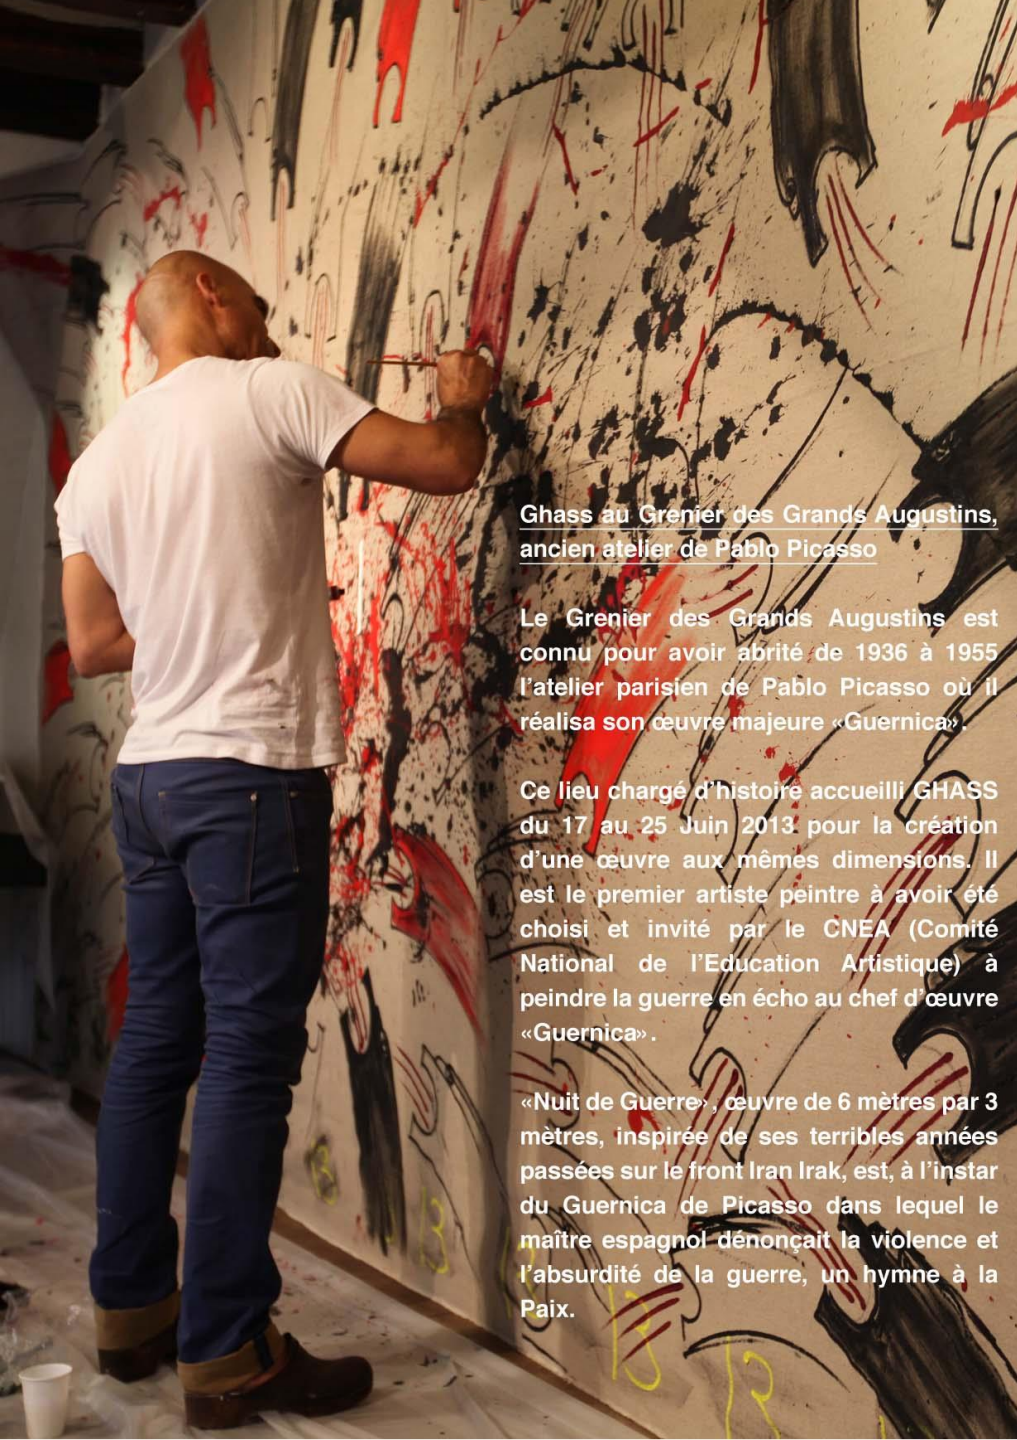 Ghass au Grenier des Grands Augustins,
ancien atelier de Pablo Picasso
Le Grenier des Grands Augustins est
connu pour avoir abrité de 1936 à 1955
l'atelier parisien de Pablo Picasso où il
réalisa son œuvre majeure «Guernica».
Ce lieu chargé d'histoire accueilli GHASS
du 17 au 25 Juin 2013 pour la création
d'une œuvre aux mêmes dimensions. Il
est le premier artiste peintre à avoir été
choisi et invité par le CNEA (Comité
National de l'Education Artistique) à
peindre la guerre en écho au chef d'œuvre
«Guernica».
«Nuit de Guerre», œuvre de 6 mètres par 3
mètres, inspirée de ses terribles années
passées sur le front Iran Irak, est, à l'instar
du Guernica de Picasso dans lequel le
maître espagnol dénonçait la violence et
l'absurdité de la guerre, un hymne à la
Paix.
13
13
13